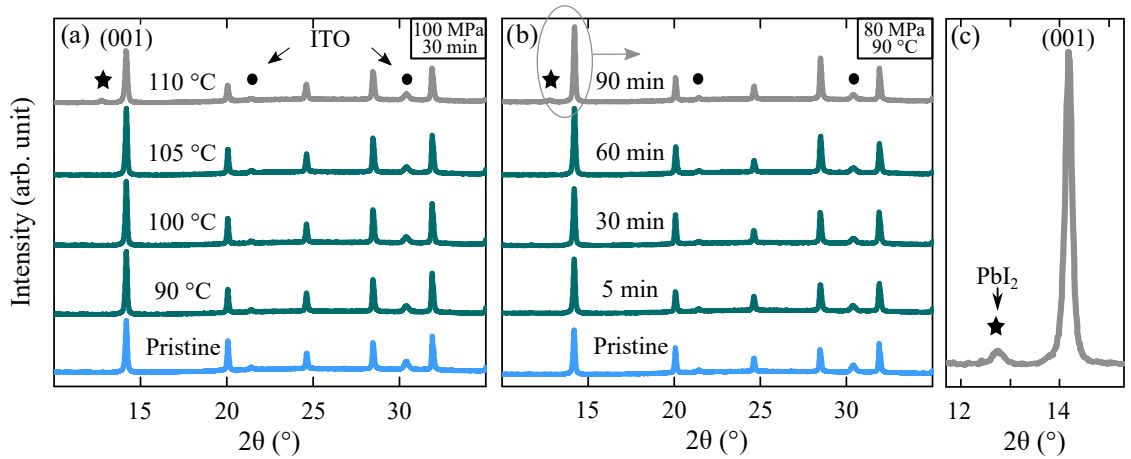 (a)
(001)
ITO
100 MPa
30 min
110 °C
105 °C
100 °C
90 °C
Pristine
15
20
25
30
2θ (°)
Intensity (arb. unit)
(b)
80 MPa
90 °C
90 min
60 min
30 min
5 min
Pristine
15
20
25
30
2θ (°)
(c)
(001)
PbI₂
12
14
2θ (°)